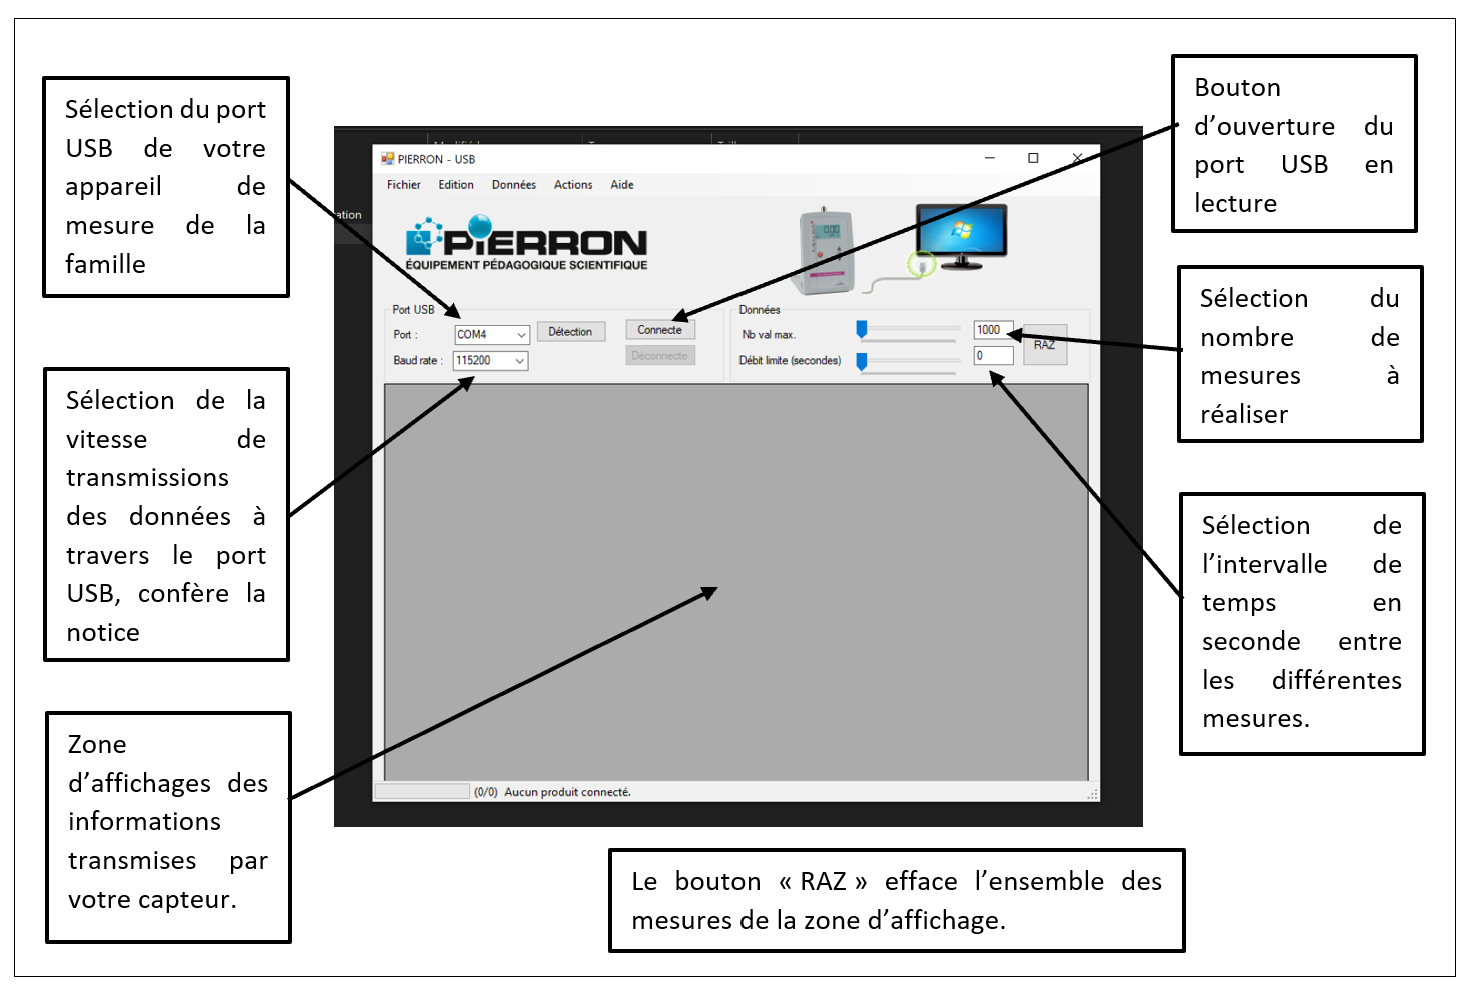 Sélection du port
USB de votre
appareil de
mesure de la
famille
Sélection de la
vitesse de
transmissions
des données à
travers le port
USB, confère la
notice
Zone
d’affichages des
informations
transmises par
votre capteur.
ation
PIERRON - USB
Fichier Edition Données Actions Aide
PIERRON
ÉQUIPEMENT PÉDAGOGIQUE SCIENTIFIQUE
0.00
Port USB
Port : COM4 Détection Connecte
Baud rate : 115200 Déconnecte
Données
Nb val max. 1000
Débit limite (secondes) 0
RAZ
(0/0) Aucun produit connecté.
Bouton
d’ouverture du
port USB en
lecture
Sélection du
nombre de
mesures à
réaliser
Sélection de
l’intervalle de
temps en
seconde entre
les différentes
mesures.
Le bouton « RAZ » efface l’ensemble des
mesures de la zone d’affichage.